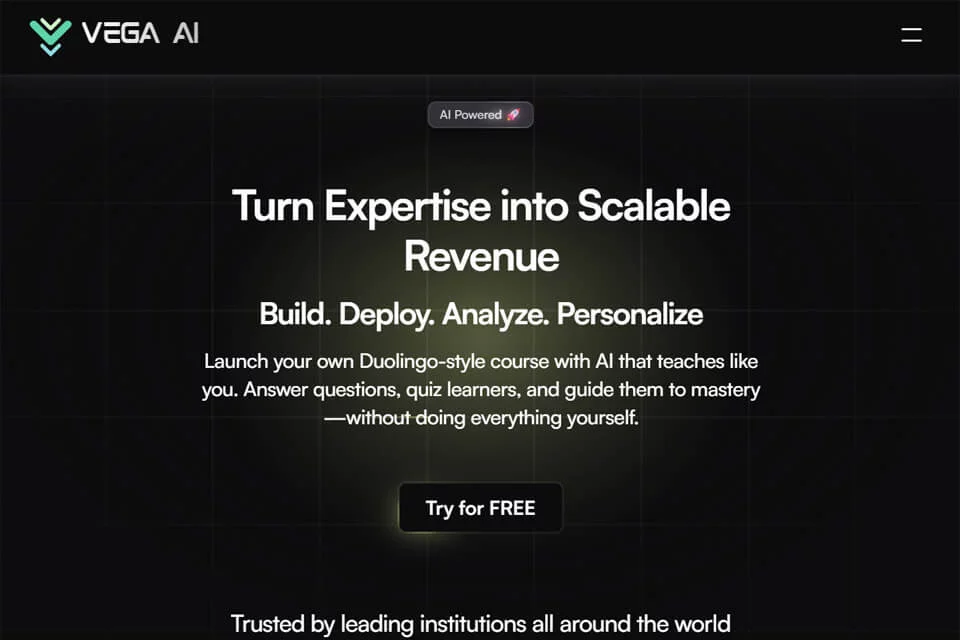 VEGA AI
AI Powered 🚀
Turn Expertise into Scalable
Revenue
Build. Deploy. Analyze. Personalize
Launch your own Duolingo-style course with AI that teaches like
you. Answer questions, quiz learners, and guide them to mastery
—without doing everything yourself.
Try for FREE
Trusted by leading institutions all around the world